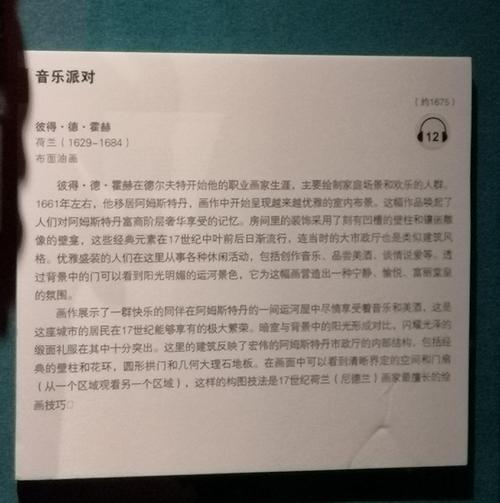 音乐派对
（约1675）
彼得·德·霍赫
荷兰（1629-1684）
布面油画
12
彼得·德·霍赫在德尔夫特开始他的职业画家生涯，主要绘制家庭场景和欢乐的人群。
1661年左右，他移居阿姆斯特丹，画作中开始呈现越来越优雅的室内布景。这幅作品唤起了
人们对阿姆斯特丹富商阶层奢华享受的记忆。房间里的装饰采用了刻有凹槽的壁柱和镶嵌雕
像的壁龛，这些经典元素在17世纪中叶前后日渐流行，连当时的大市政厅也是类似建筑风
格。优雅盛装的人们在这里从事各种休闲活动，包括创作音乐、品尝美酒、谈情说爱等。透
过背景中的门可以看到阳光明媚的运河景色，它为这幅画营造出一种宁静、愉悦、富丽堂皇
的氛围。
画作展示了一群快乐的同伴在阿姆斯特丹的一间运河屋中尽情享受着音乐和美酒，这是
这座城市的居民在17世纪能够享有的极大繁荣。暗室与背景中的阳光形成对比，闪耀光泽的
缎面礼服在其中十分突出。这里的建筑反映了宏伟的阿姆斯特丹市政厅的内部结构，包括经
典的壁柱和花环，圆形拱门和几何大理石地板。在画面中可以看到清晰界定的空间和门扇
（从一个区域观看另一个区域），这样的构图技法是17世纪荷兰（尼德兰）画家最擅长的绘
画技巧